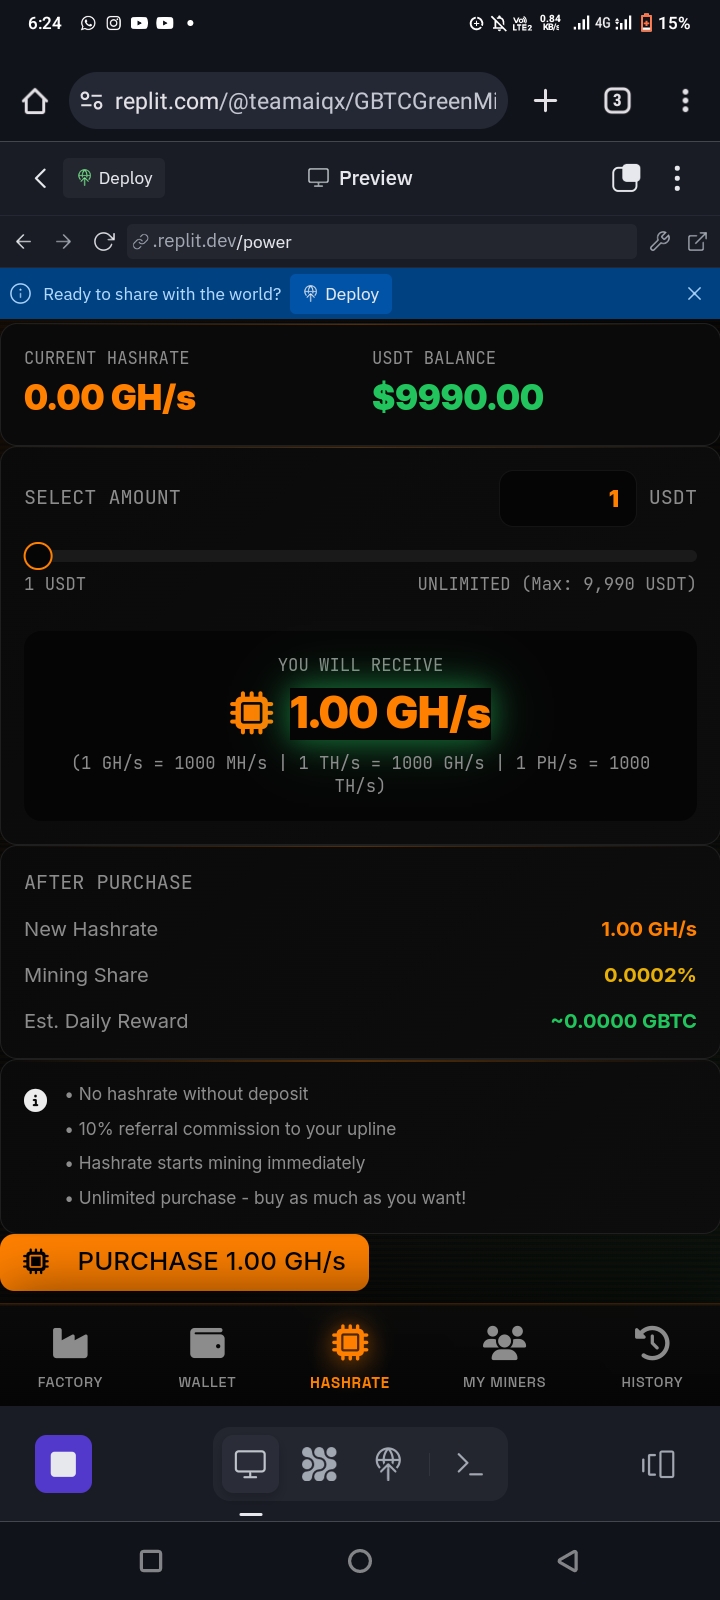 6:24
Vo)) LTE2
0.84 KB/s
4G
15%
replit.com/@teamaiqx/GBTCGreenMi
3
Deploy
Preview
.replit.dev/power
Ready to share with the world?
Deploy
CURRENT HASHRATE
USDT BALANCE
0.00 GH/s
$9990.00
SELECT AMOUNT
1
USDT
1 USDT
UNLIMITED (Max: 9,990 USDT)
YOU WILL RECEIVE
1.00 GH/s
(1 GH/s = 1000 MH/s | 1 TH/s = 1000 GH/s | 1 PH/s = 1000
TH/s)
AFTER PURCHASE
New Hashrate
1.00 GH/s
Mining Share
0.0002%
Est. Daily Reward
~0.0000 GBTC
• No hashrate without deposit
• 10% referral commission to your upline
• Hashrate starts mining immediately
• Unlimited purchase - buy as much as you want!
PURCHASE 1.00 GH/s
FACTORY
WALLET
HASHRATE
MY MINERS
HISTORY